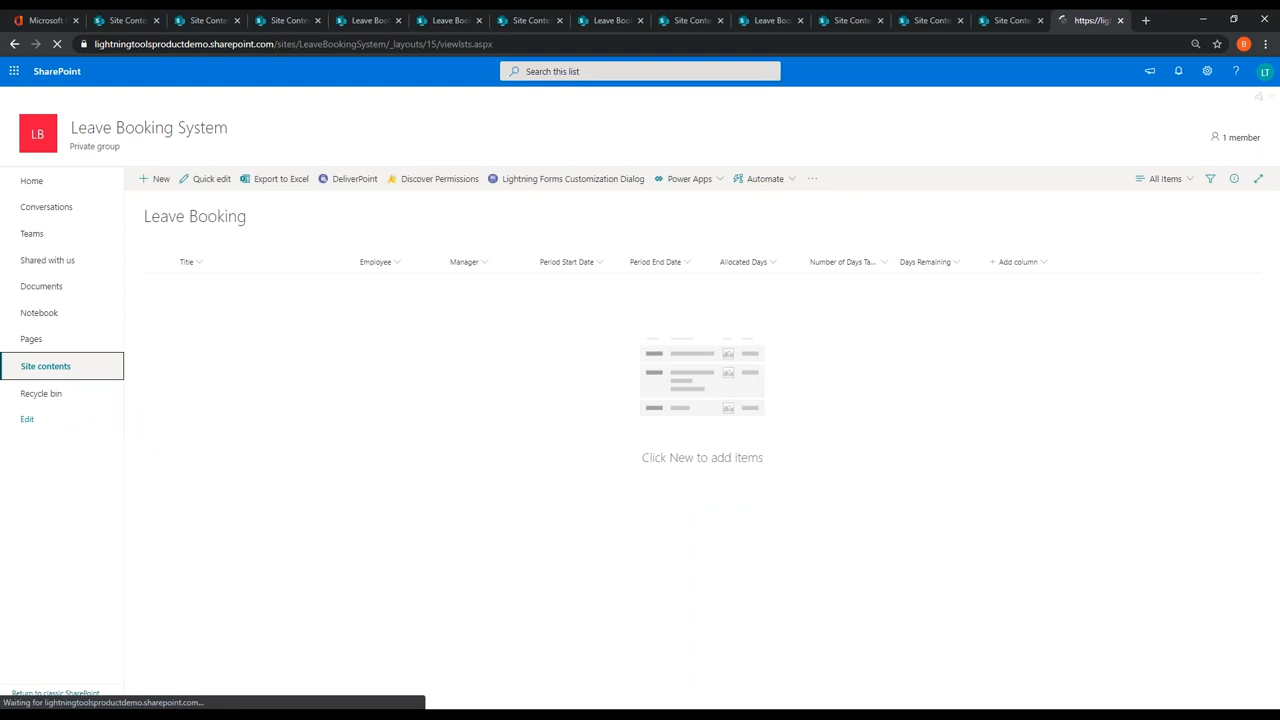 Microsoft Site Conte Site Conte Site Conte Leave Boo Leave Boo Site Conte Leave Boo Site Conte Leave Boo Site Conte Site Conte Site Conte https://lig
lightningtoolsproductdemo.sharepoint.com/sites/LeaveBookingSystem/_layouts/15/viewlsts.aspx B
SharePoint Search this list ? LT
LB Leave Booking System
Private group 1 member
Home + New Quick edit Export to Excel DeliverPoint Discover Permissions Lightning Forms Customization Dialog Power Apps Automate ... All Items
Conversations
Leave Booking
Teams
Shared with us
Title Employee Manager Period Start Date Period End Date Allocated Days Number of Days Ta... Days Remaining + Add column
Documents
Notebook
Pages
Site contents
Recycle bin
Edit
Click New to add items
Return to classic SharePoint
Waiting for lightningtoolsproductdemo.sharepoint.com...